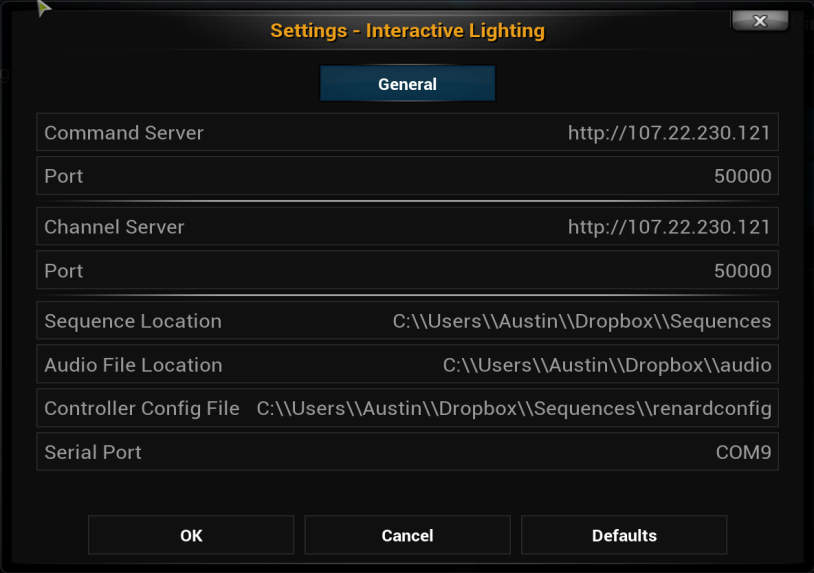 Settings - Interactive Lighting
General
Command Server http://107.22.230.121
Port 50000
Channel Server http://107.22.230.121
Port 50000
Sequence Location C:\\Users\\Austin\\Dropbox\\Sequences
Audio File Location C:\\Users\\Austin\\Dropbox\\audio
Controller Config File C:\\Users\\Austin\\Dropbox\\Sequences\\renardconfig
Serial Port COM9
OK Cancel Defaults